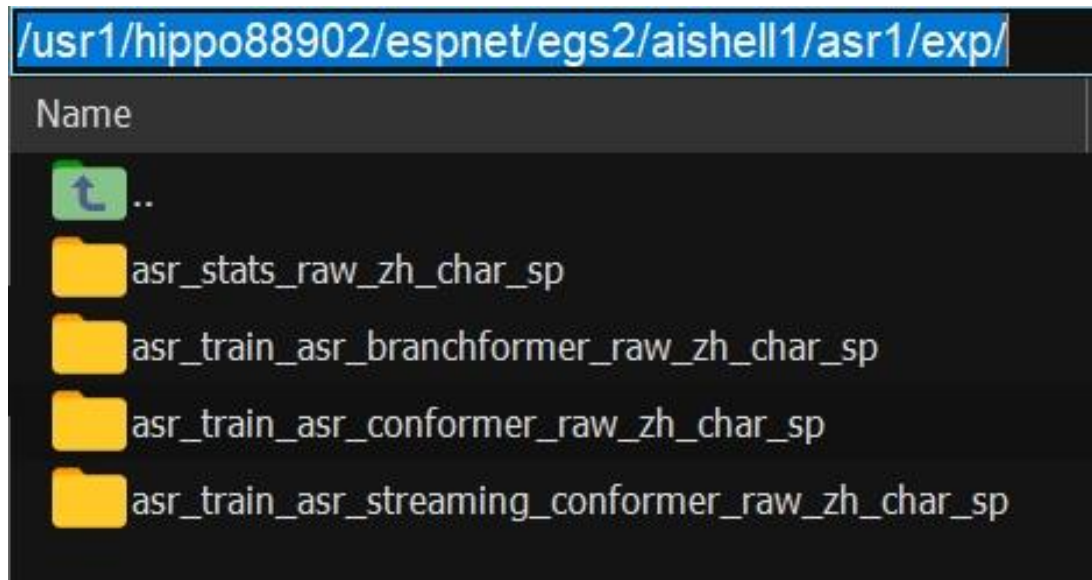 /usr1/hippo88902/espnet/egs2/aishell1/asr1/exp/
Name
..
asr_stats_raw_zh_char_sp
asr_train_asr_branchformer_raw_zh_char_sp
asr_train_asr_conformer_raw_zh_char_sp
asr_train_asr_streaming_conformer_raw_zh_char_sp